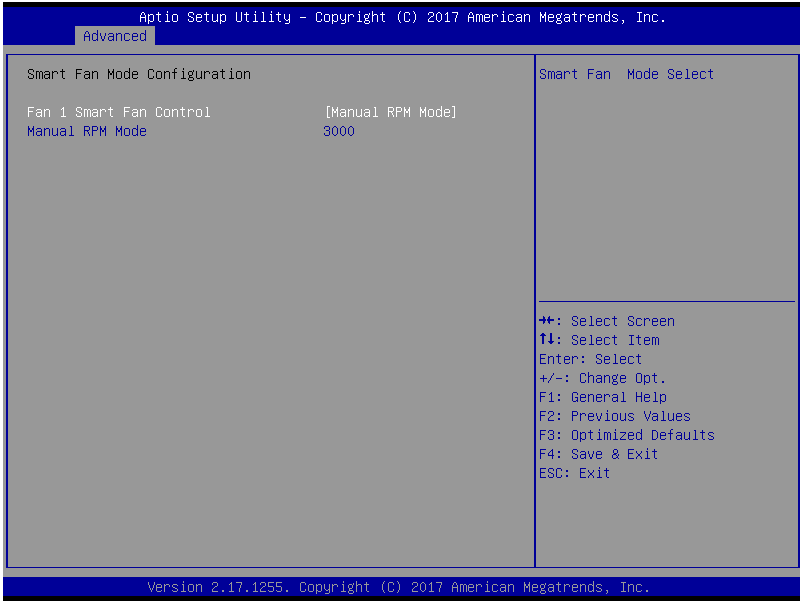 Aptio Setup Utility – Copyright (C) 2017 American Megatrends, Inc.
Advanced
Smart Fan Mode Configuration
Fan 1 Smart Fan Control [Manual RPM Mode]
Manual RPM Mode 3000
Smart Fan  Mode Select
→←: Select Screen
↑↓: Select Item
Enter: Select
+/–: Change Opt.
F1: General Help
F2: Previous Values
F3: Optimized Defaults
F4: Save & Exit
ESC: Exit
Version 2.17.1255. Copyright (C) 2017 American Megatrends, Inc.